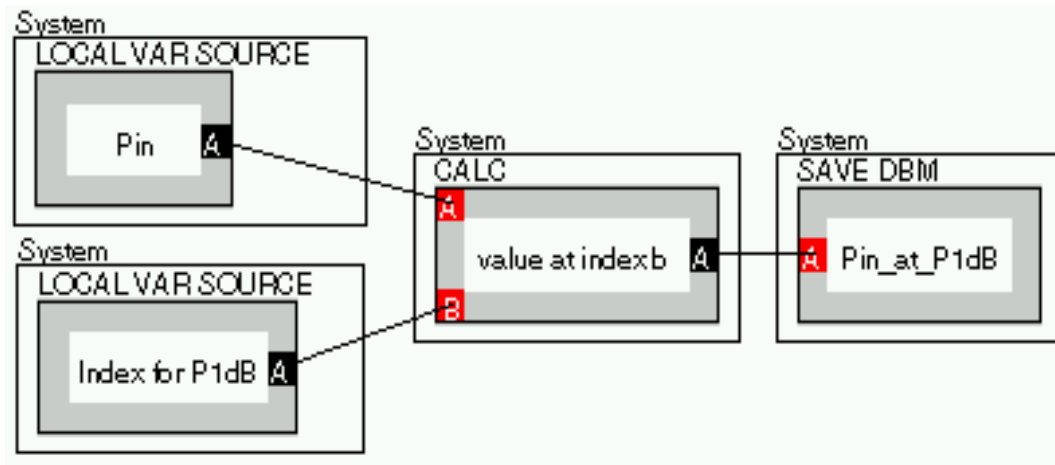 System
LOCAL VAR SOURCE
Pin A
System
LOCAL VAR SOURCE
Index for P1dB A
System
CALC
A
value at index b A
B
System
SAVE DBM
A Pin_at_P1dB